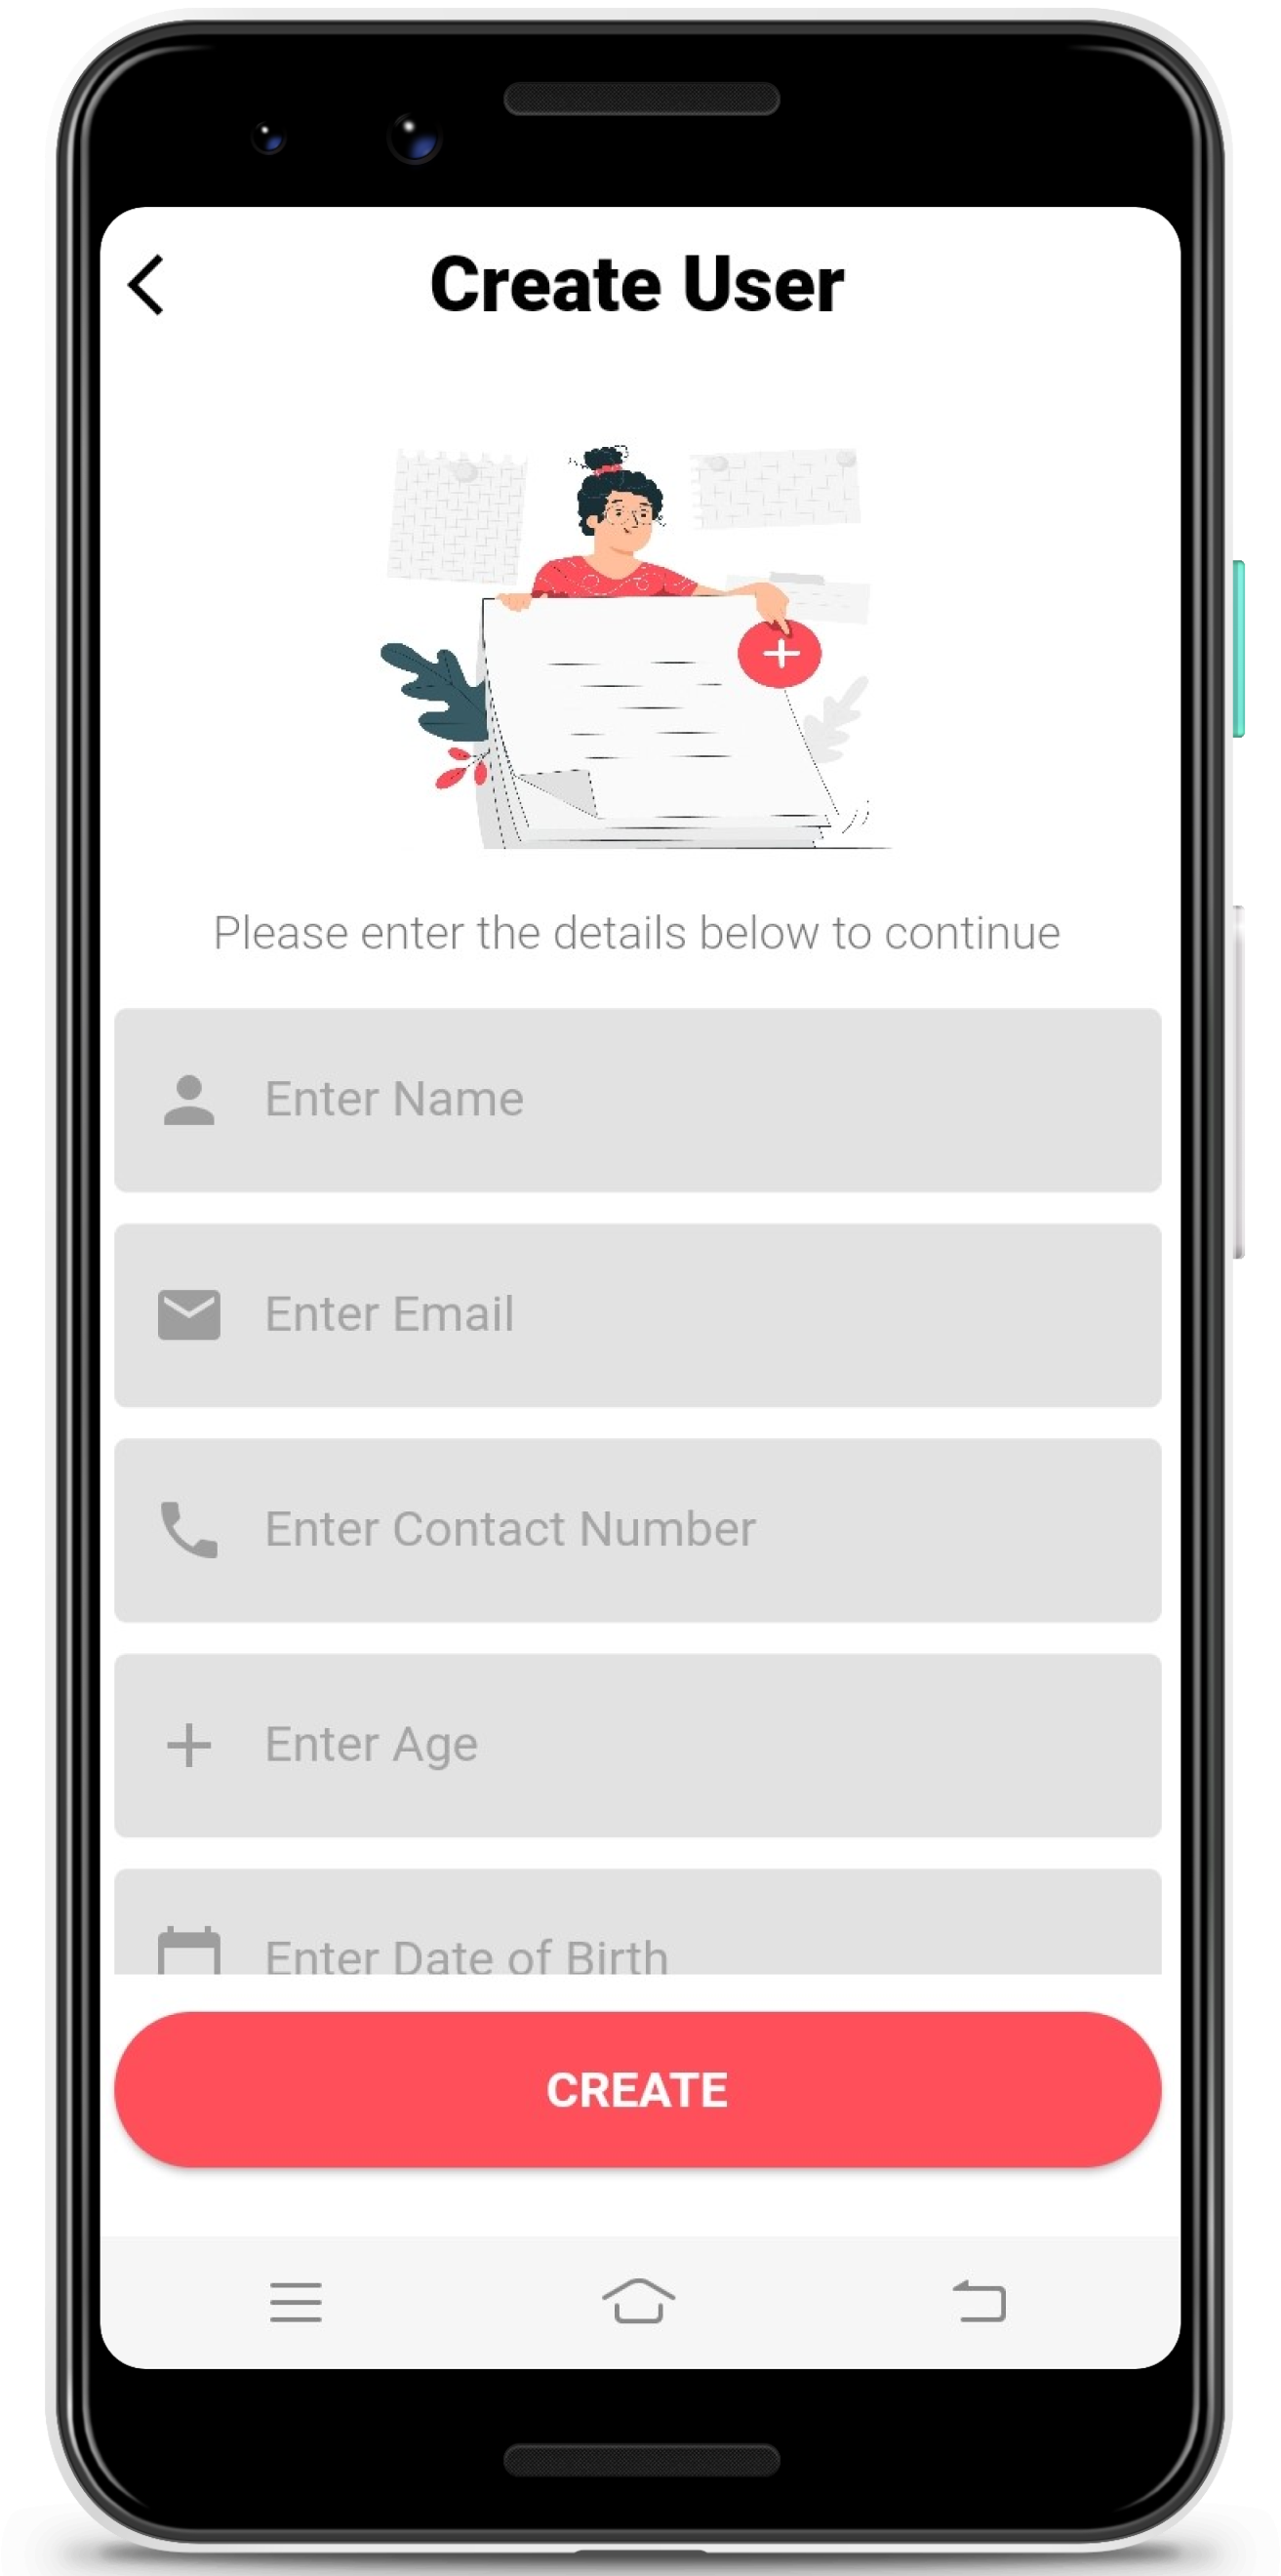 Create User
Please enter the details below to continue
Enter Name
Enter Email
Enter Contact Number
Enter Age
Enter Date of Birth
CREATE